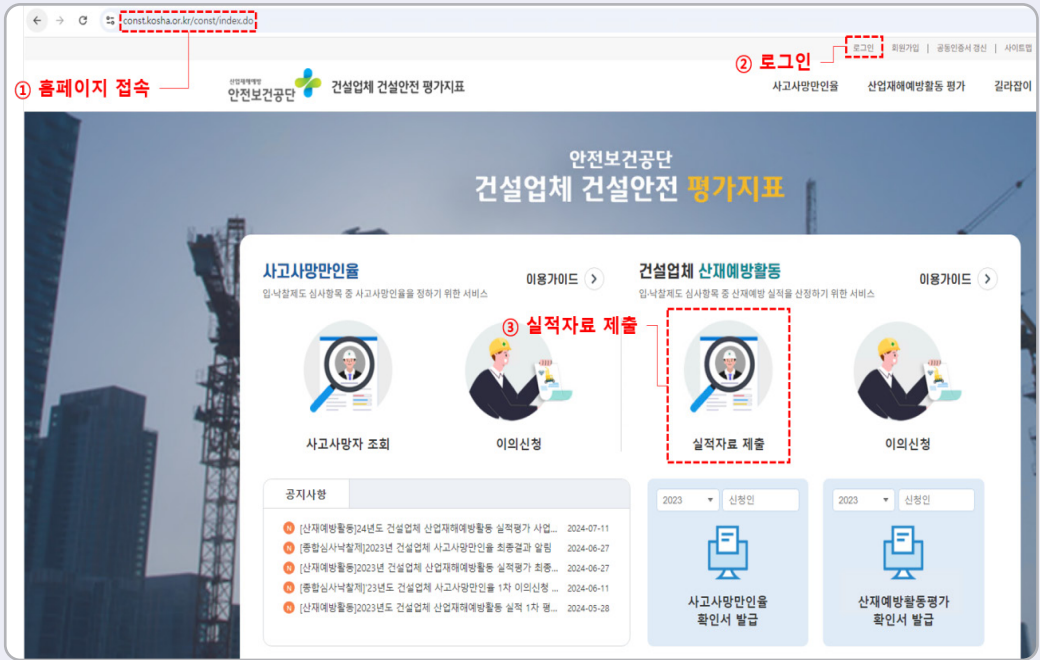 const.kosha.or.kr/const/index.do
로그인 | 회원가입 | 공동인증서 갱신 | 사이트맵
② 로그인
① 홈페이지 접속
산업재해예방
안전보건공단
건설업체 건설안전 평가지표
사고사망만인율 산업재해예방활동 평가 길라잡이
안전보건공단
건설업체 건설안전 평가지표
사고사망만인율
이용가이드
입·낙찰제도 심사항목 중 사고사망만인율을 정하기 위한 서비스
건설업체 산재예방활동
이용가이드
입·낙찰제도 심사항목 중 산재예방 실적을 산정하기 위한 서비스
③ 실적자료 제출
사고사망자 조회
이의신청
실적자료 제출
이의신청
공지사항
N [산재예방활동]24년도 건설업체 산업재해예방활동 실적평가 사업... 2024-07-11
N [종합심사낙찰제]2023년 건설업체 사고사망만인율 최종결과 알림 2024-06-27
N [산재예방활동]2023년 건설업체 산업재해예방활동 실적평가 최종... 2024-06-27
N [종합심사낙찰제]'23년도 건설업체 사고사망만인율 1차 이의신청 ... 2024-06-11
N [산재예방활동]2023년도 건설업체 산업재해예방활동 실적 1차 평... 2024-05-28
2023 신청인
사고사망만인율
확인서 발급
2023 신청인
산재예방활동평가
확인서 발급